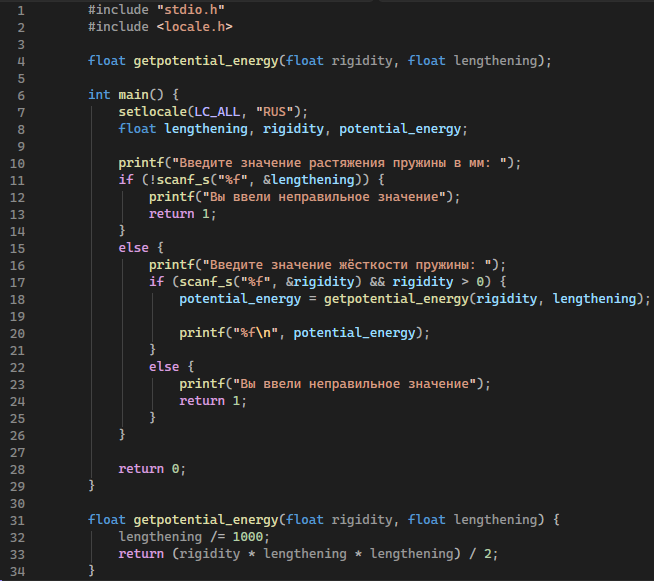 1 #include "stdio.h"
2 #include <locale.h>
3
4 float getpotential_energy(float rigidity, float lengthening);
5
6 int main() {
7     setlocale(LC_ALL, "RUS");
8     float lengthening, rigidity, potential_energy;
9
10     printf("Введите значение растяжения пружины в мм: ");
11     if (!scanf_s("%f", &lengthening)) {
12         printf("Вы ввели неправильное значение");
13         return 1;
14     }
15     else {
16         printf("Введите значение жёсткости пружины: ");
17         if (scanf_s("%f", &rigidity) && rigidity > 0) {
18             potential_energy = getpotential_energy(rigidity, lengthening);
19
20             printf("%f\n", potential_energy);
21         }
22         else {
23             printf("Вы ввели неправильное значение");
24             return 1;
25         }
26     }
27
28     return 0;
29 }
30
31 float getpotential_energy(float rigidity, float lengthening) {
32     lengthening /= 1000;
33     return (rigidity * lengthening * lengthening) / 2;
34 }